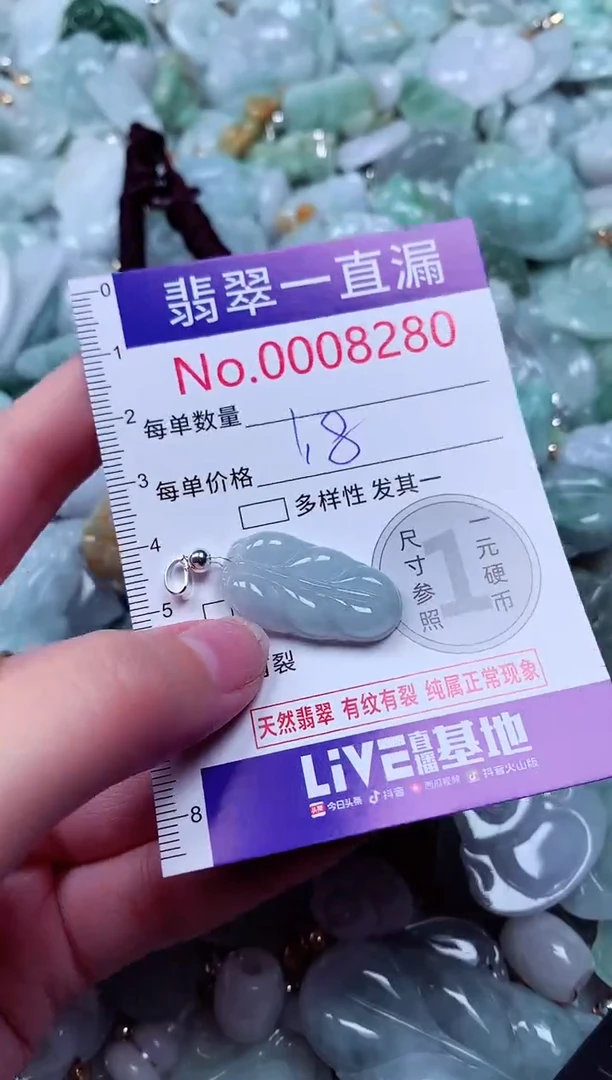 0
翡翠一直漏
1
No.0008280
2
每单数量
1,8
3
每单价格
多样性 发其一
4
尺寸参照
1
一元硬币
5
裂
天然翡翠 有纹有裂 纯属正常现象
LiVE直播基地
头条 今日头条 抖音 西瓜视频 抖音火山版
8